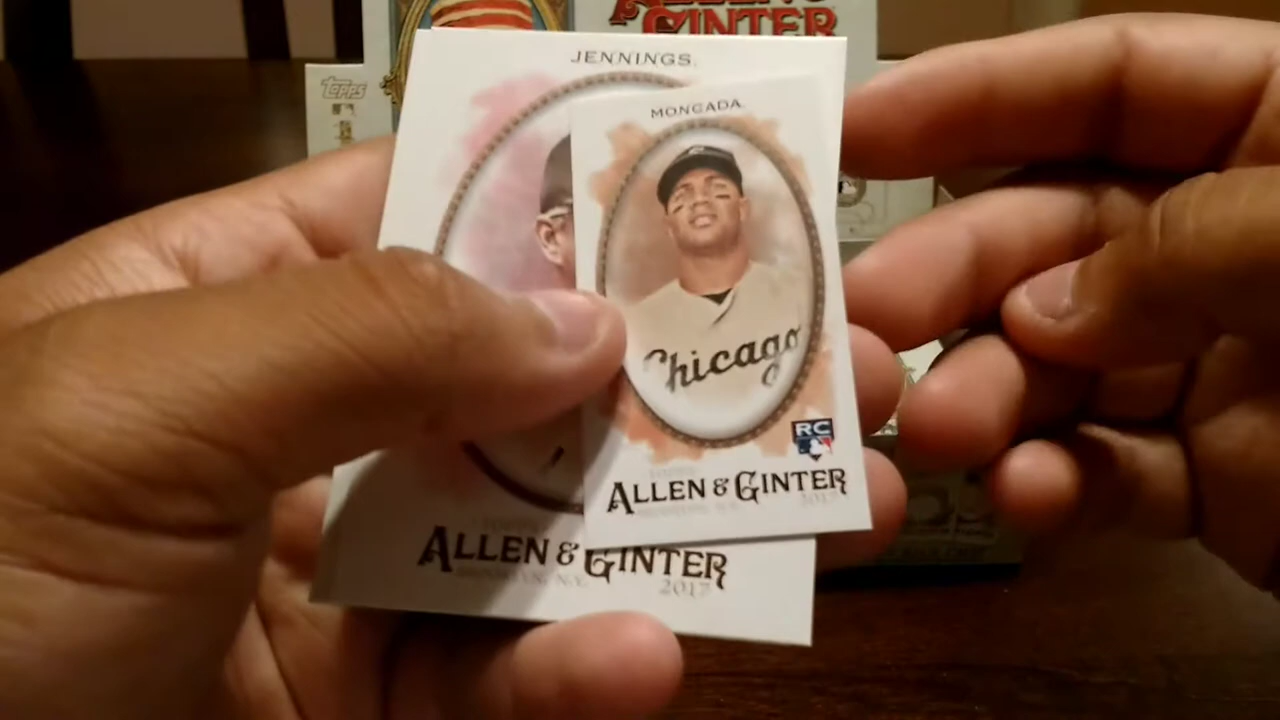 ALLEN &
GINTER
topps
JENNINGS
MONCADA
Chicago
RC
ALLEN & GINTER
2017
ALLEN & GINTER
2017